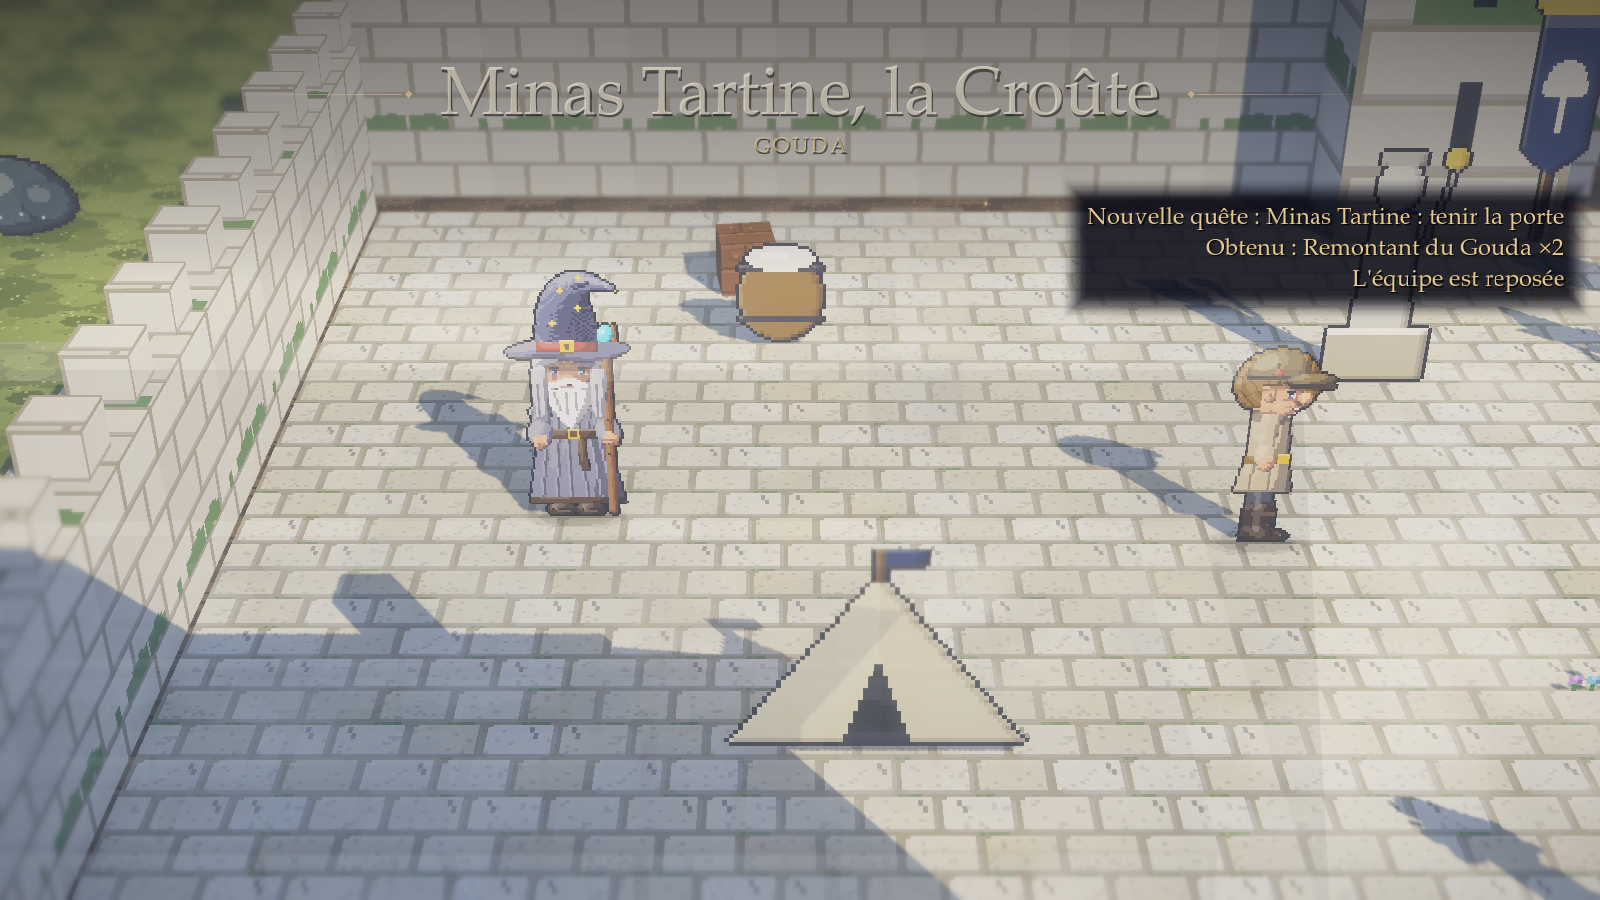 Minas Tartine, la Croûte
GOUDA
Nouvelle quête : Minas Tartine : tenir la porte
Obtenu : Remontant du Gouda ×2
L'équipe est reposée